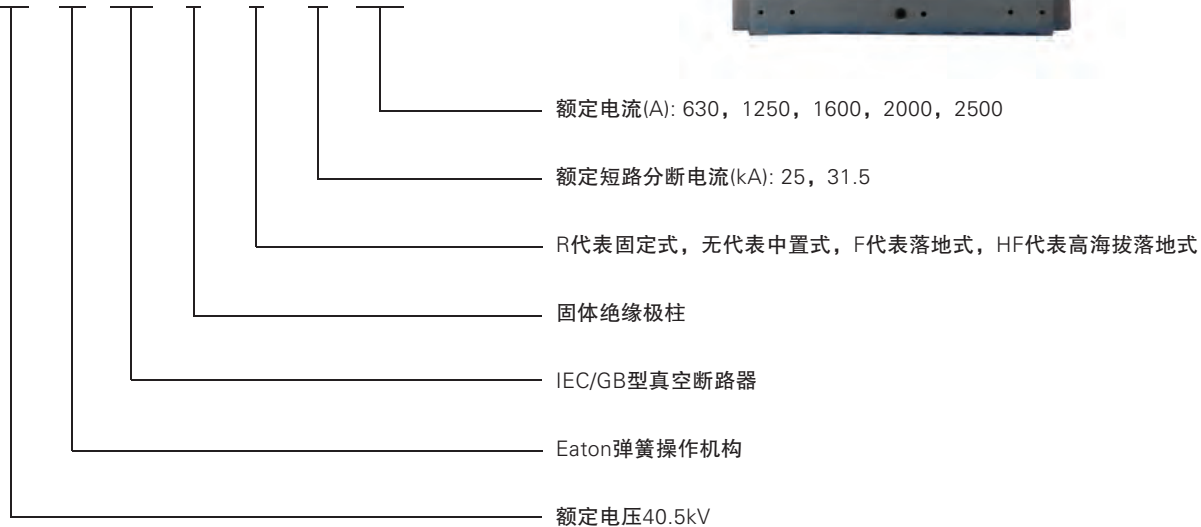 额定电流(A): 630，1250，1600，2000，2500
额定短路分断电流(kA): 25，31.5
R代表固定式，无代表中置式，F代表落地式，HF代表高海拔落地式
固体绝缘极柱
IEC/GB型真空断路器
Eaton弹簧操作机构
额定电压40.5kV